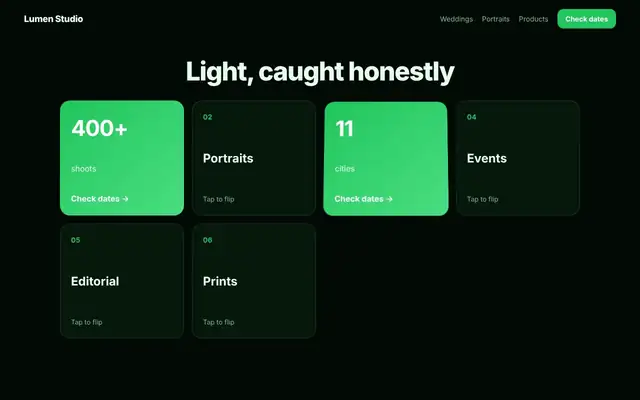 Lumen Studio
Weddings
Portraits
Products
Check dates
Light, caught honestly
400+
shoots
Check dates →
02
Portraits
Tap to flip
11
cities
Check dates →
04
Events
Tap to flip
05
Editorial
Tap to flip
06
Prints
Tap to flip